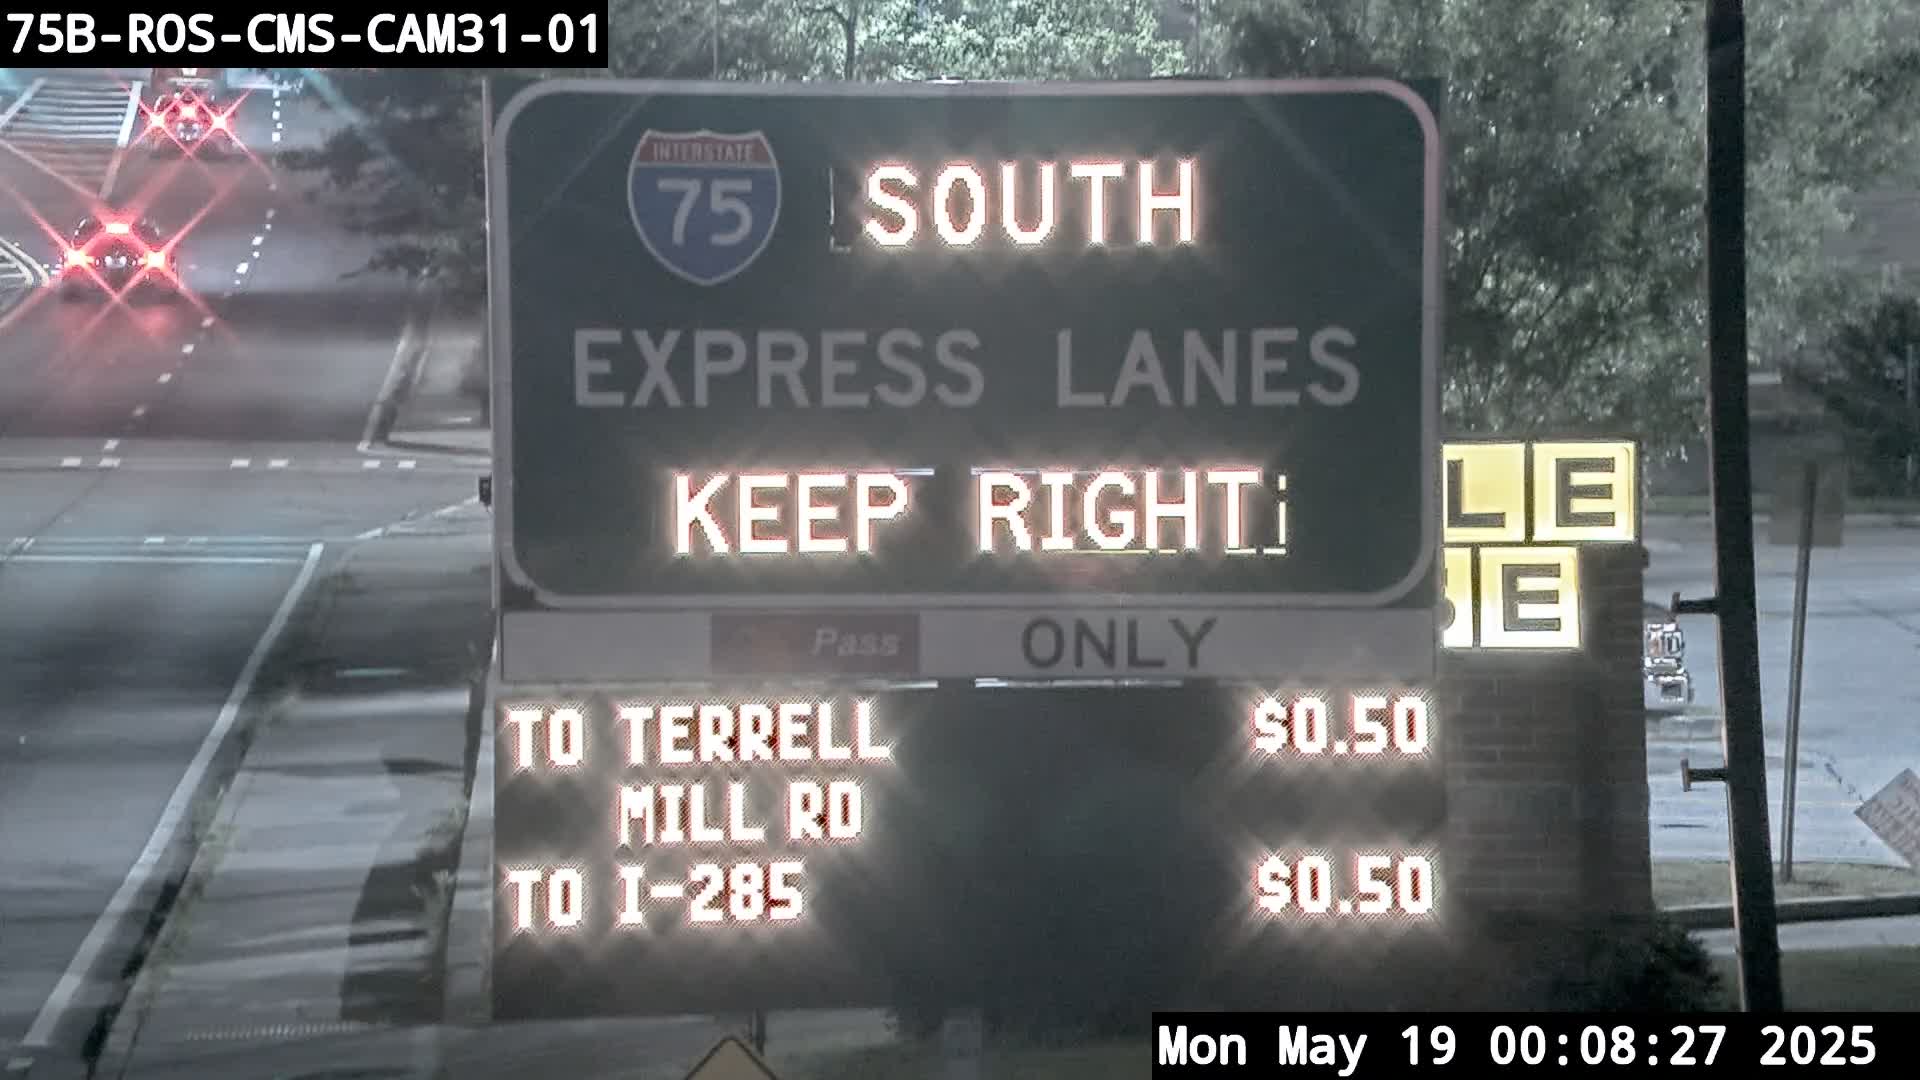 75B-ROS-CMS-CAM31-01
INTERSTATE
75
SOUTH
EXPRESS LANES
KEEP RIGHT
Pass ONLY
TO TERRELL $0.50
MILL RD
TO I-285 $0.50
LE
E
Mon May 19 00:08:27 2025